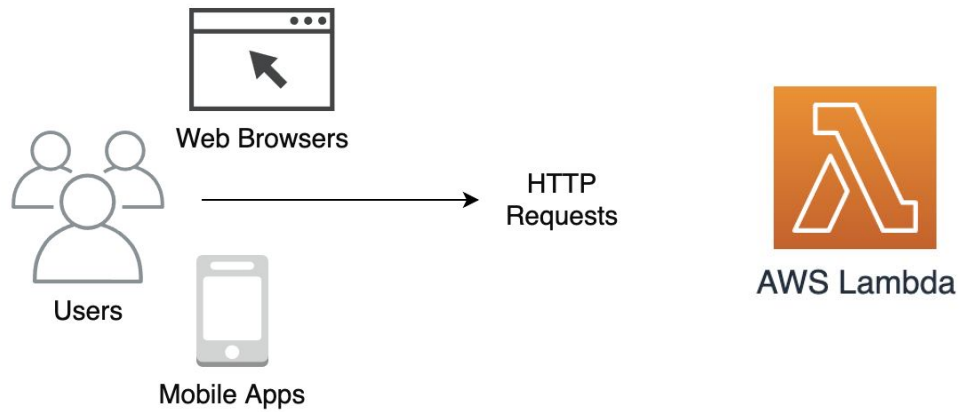 Web Browsers
Users
HTTP
Requests
Mobile Apps
AWS Lambda